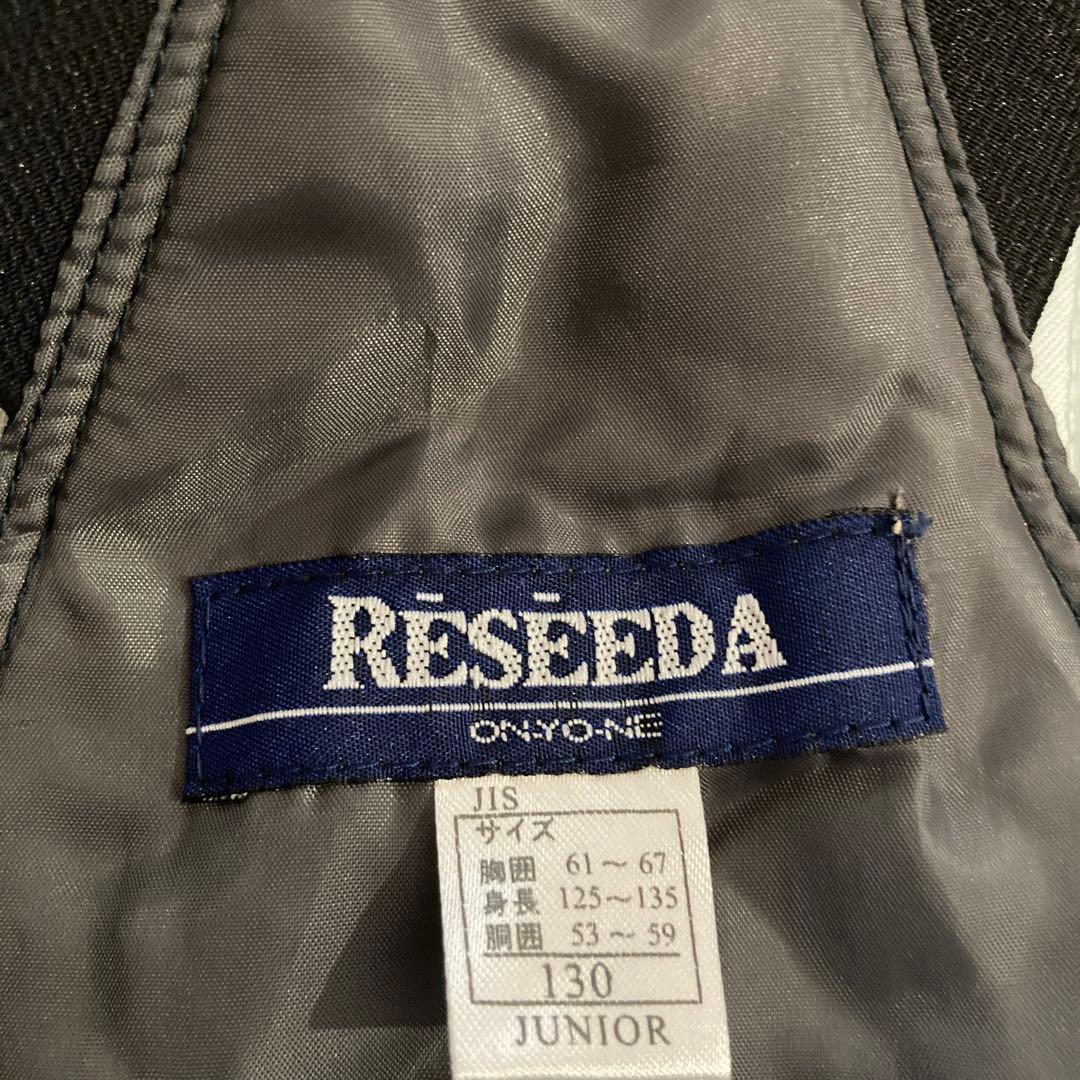 RĒSĒEDA
ON·YO·NE
JIS
サイズ
胸囲 61～67
身長 125～135
胴囲 53～59
130
JUNIOR